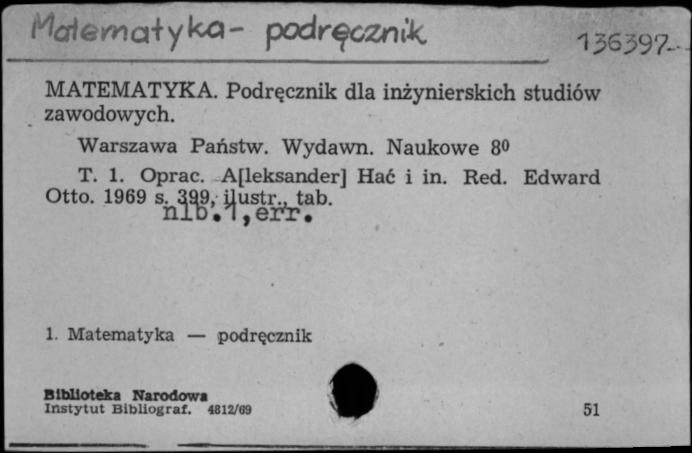 Matematyka - podręcznik
136397
MATEMATYKA. Podręcznik dla inżynierskich studiów
zawodowych.
Warszawa Państw. Wydawn. Naukowe 8⁰
T. 1. Oprac. A[leksander] Hać i in. Red. Edward
Otto. 1969 s. 399, ilustr., tab.
nlb.1,err.
1. Matematyka — podręcznik
Biblioteka Narodowa
Instytut Bibliograf. 4812/69
51